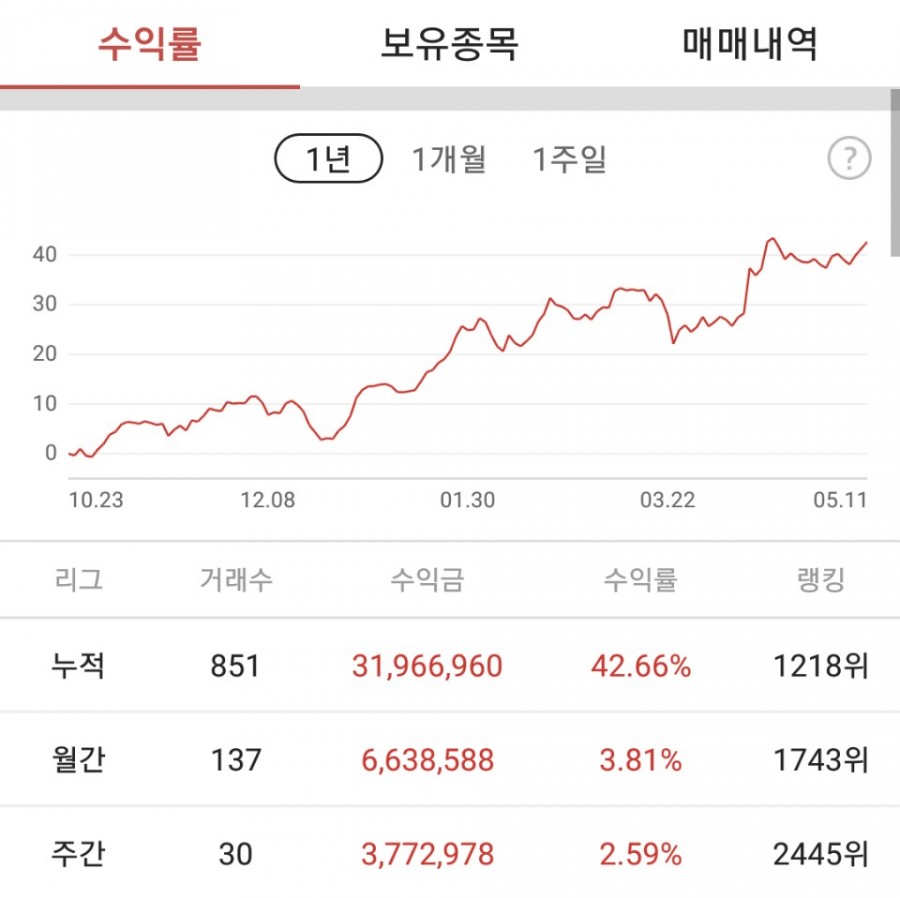 수익률 보유종목 매매내역
1년 1개월 1주일 ?
40
30
20
10
0
10.23 12.08 01.30 03.22 05.11
리그 거래수 수익금 수익률 랭킹
누적 851 31,966,960 42.66% 1218위
월간 137 6,638,588 3.81% 1743위
주간 30 3,772,978 2.59% 2445위